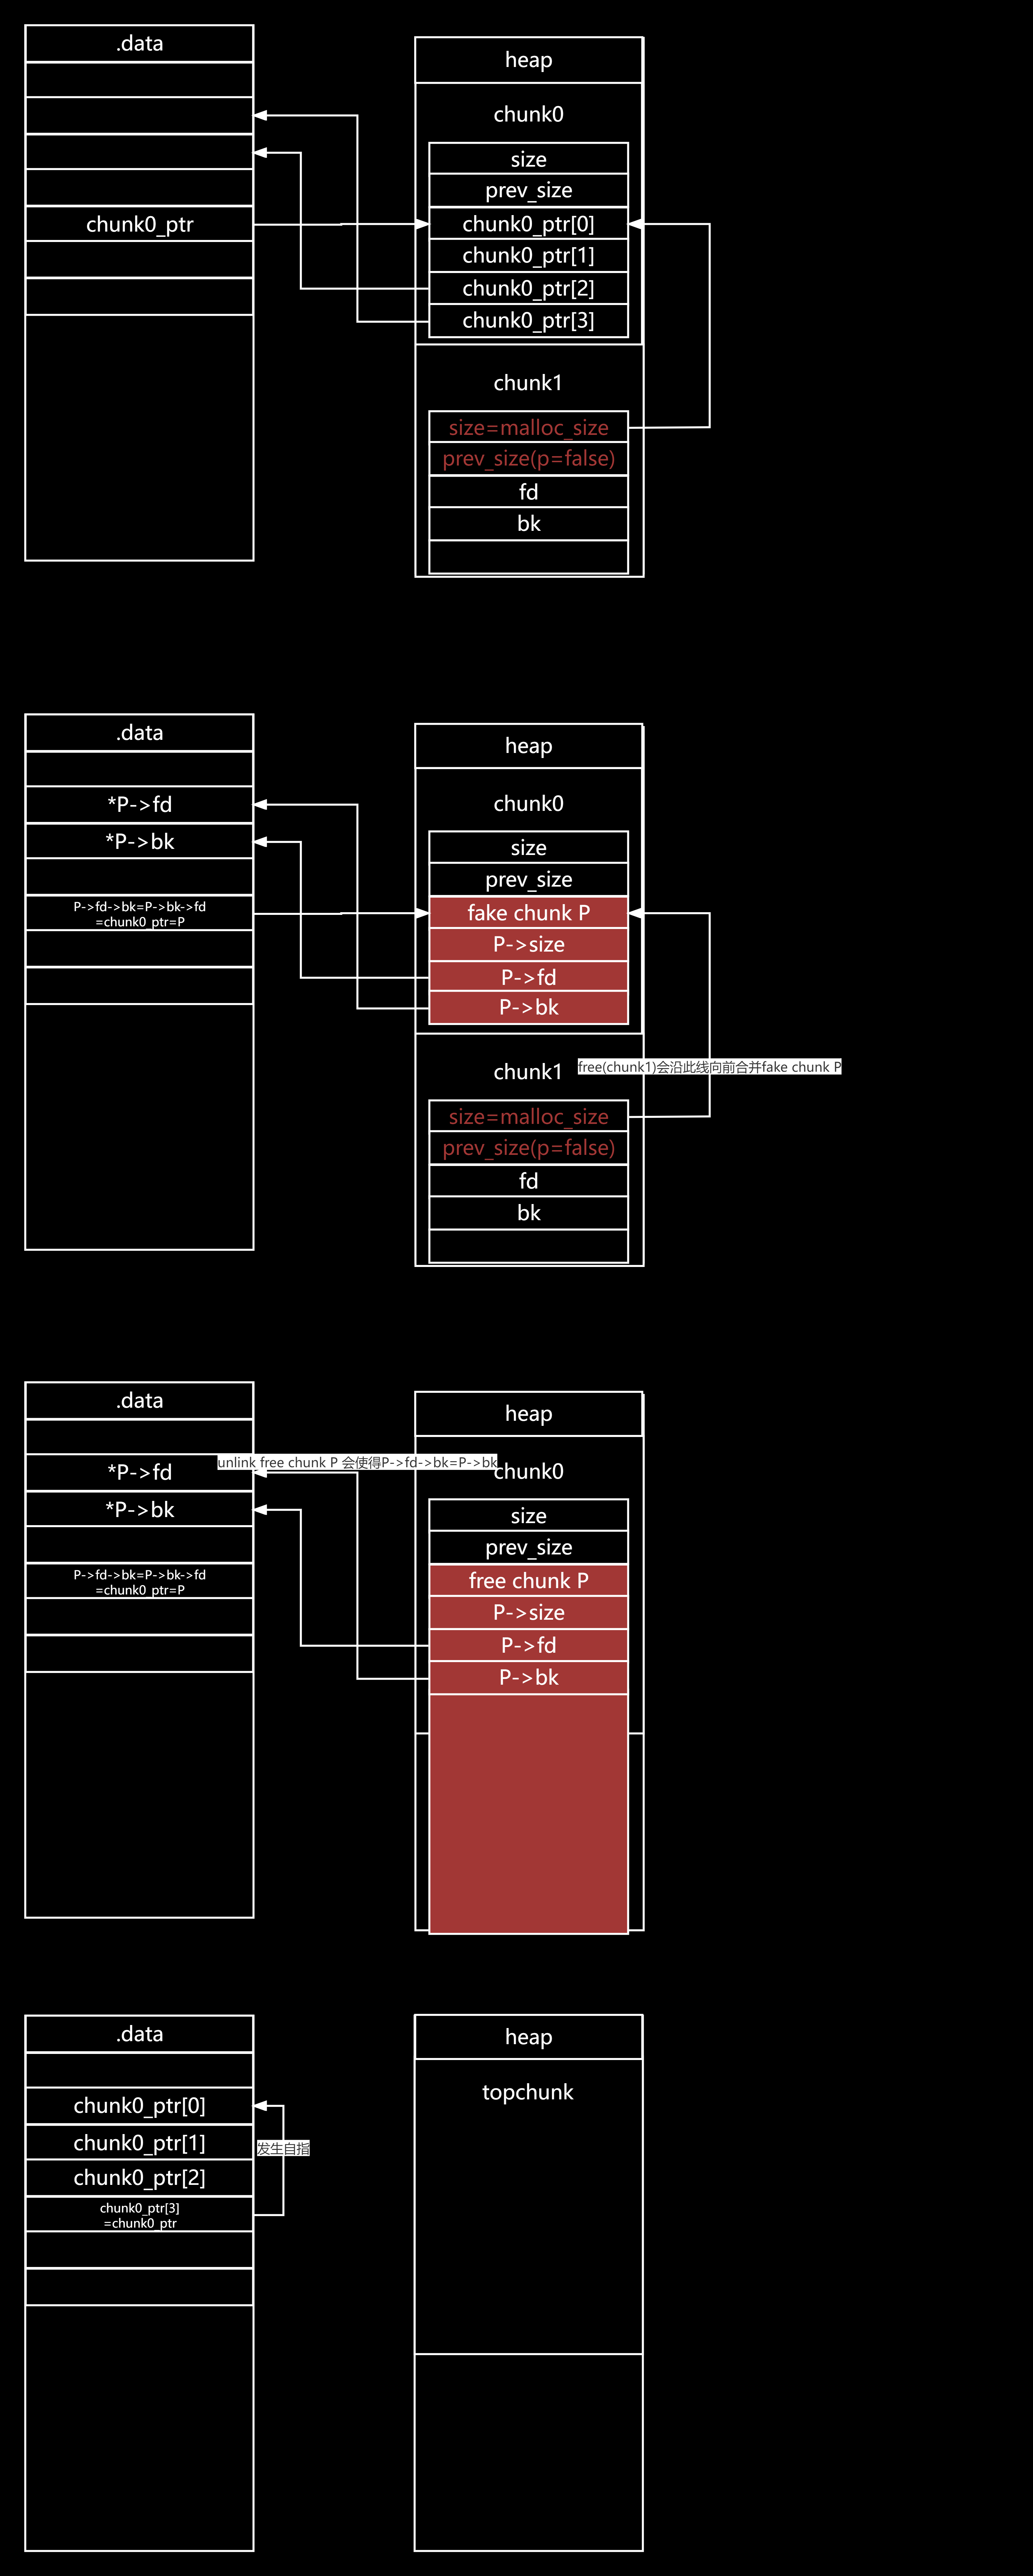 .data
chunk0_ptr
heap
chunk0
size
prev_size
chunk0_ptr[0]
chunk0_ptr[1]
chunk0_ptr[2]
chunk0_ptr[3]
chunk1
size=malloc_size
prev_size(p=false)
fd
bk
.data
*P->fd
*P->bk
P->fd->bk=P->bk->fd
=chunk0_ptr=P
heap
chunk0
size
prev_size
fake chunk P
P->size
P->fd
P->bk
chunk1
free(chunk1)会沿此线向前合并fake chunk P
size=malloc_size
prev_size(p=false)
fd
bk
.data
*P->fd
*P->bk
P->fd->bk=P->bk->fd
=chunk0_ptr=P
unlink free chunk P 会使得P->fd->bk=P->bk
heap
chunk0
size
prev_size
free chunk P
P->size
P->fd
P->bk
.data
chunk0_ptr[0]
chunk0_ptr[1]
chunk0_ptr[2]
chunk0_ptr[3]
=chunk0_ptr
发生自指
heap
topchunk